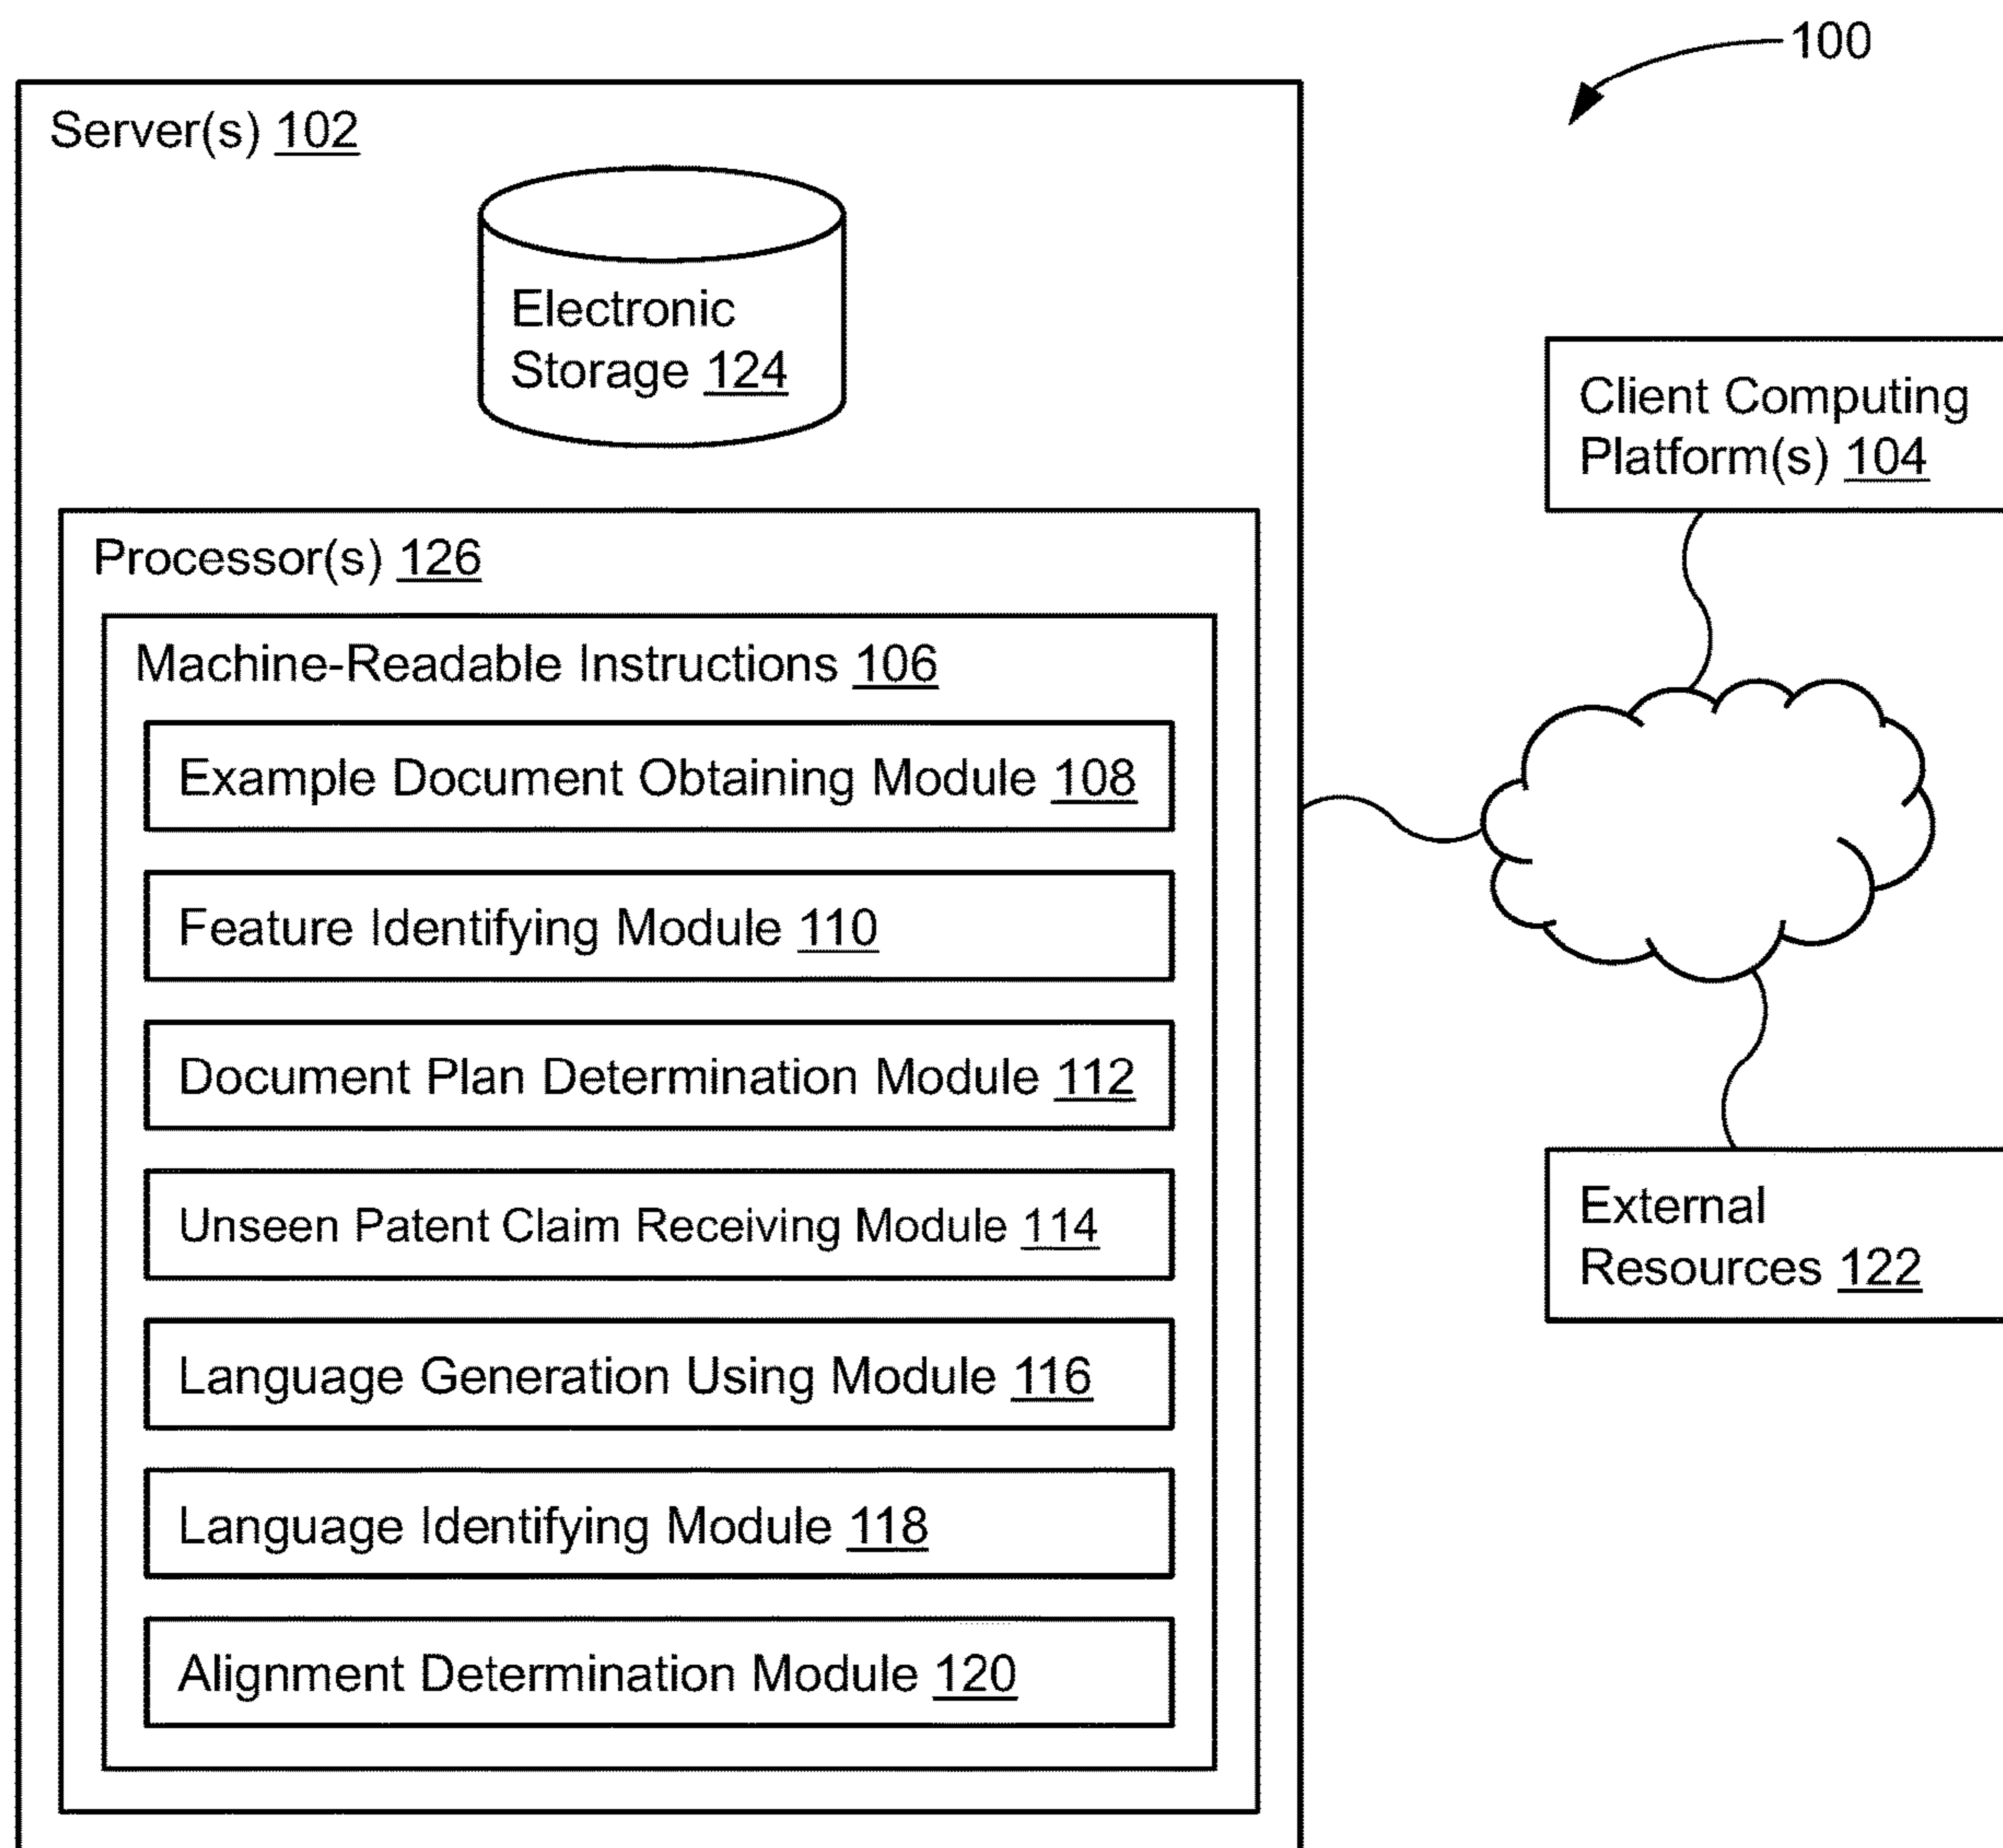 100
Server(s) 102
Electronic
Storage 124
Client Computing
Platform(s) 104
Processor(s) 126
Machine-Readable Instructions 106
Example Document Obtaining Module 108
Feature Identifying Module 110
Document Plan Determination Module 112
Unseen Patent Claim Receiving Module 114
Language Generation Using Module 116
Language Identifying Module 118
Alignment Determination Module 120
External
Resources 122